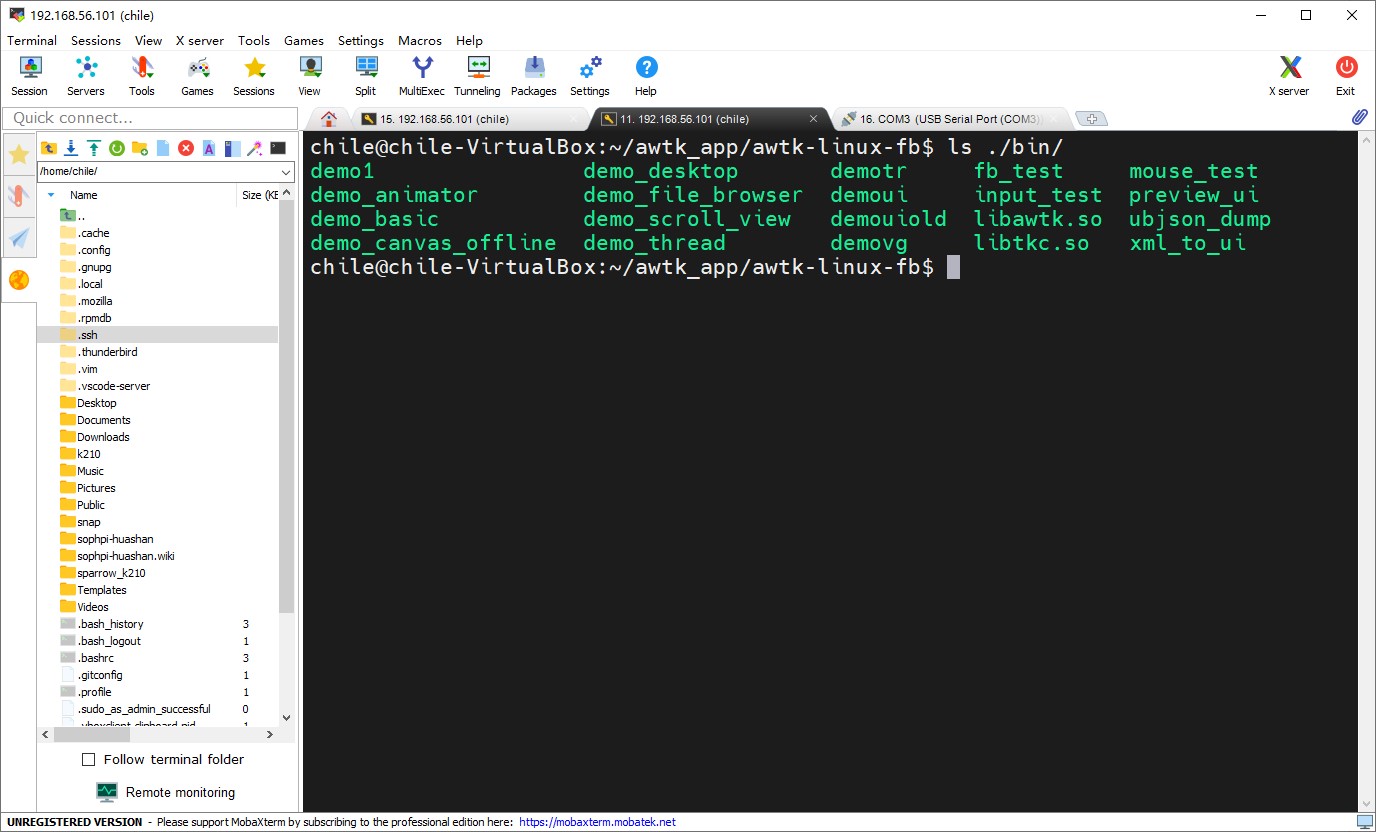 192.168.56.101 (chile)
Terminal Sessions View X server Tools Games Settings Macros Help
Session Servers Tools Games Sessions View Split MultiExec Tunneling Packages Settings Help X server Exit
Quick connect...
15. 192.168.56.101 (chile)
11. 192.168.56.101 (chile)
16. COM3 (USB Serial Port (COM3))
/home/chile/
Name Size (KB
..
.cache
.config
.gnupg
.local
.mozilla
.rpmdb
.ssh
.thunderbird
.vim
.vscode-server
Desktop
Documents
Downloads
k210
Music
Pictures
Public
snap
sophpi-huashan
sophpi-huashan.wiki
sparrow_k210
Templates
Videos
.bash_history 3
.bash_logout 1
.bashrc 3
.gitconfig 1
.profile 1
.sudo_as_admin_successful 0
.vboxclient-clipboard.pid 1
Follow terminal folder
Remote monitoring
chile@chile-VirtualBox:~/awtk_app/awtk-linux-fb$ ls ./bin/
demo1 demo_desktop demotr fb_test mouse_test
demo_animator demo_file_browser demoui input_test preview_ui
demo_basic demo_scroll_view demouiold libawtk.so ubjson_dump
demo_canvas_offline demo_thread demovg libtkc.so xml_to_ui
chile@chile-VirtualBox:~/awtk_app/awtk-linux-fb$
UNREGISTERED VERSION - Please support MobaXterm by subscribing to the professional edition here: https://mobaxterm.mobatek.net